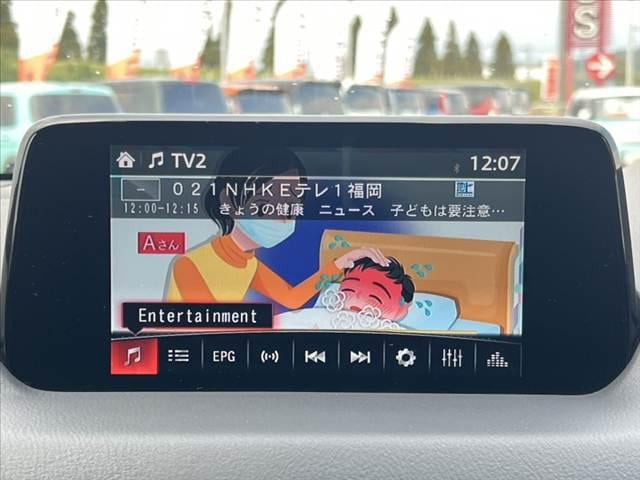 TV2 12:07
− 021NHKEテレ1福岡
12:00−12:15 きょうの健康 ニュース 子どもは要注意…
Aさん
Entertainment
EPG